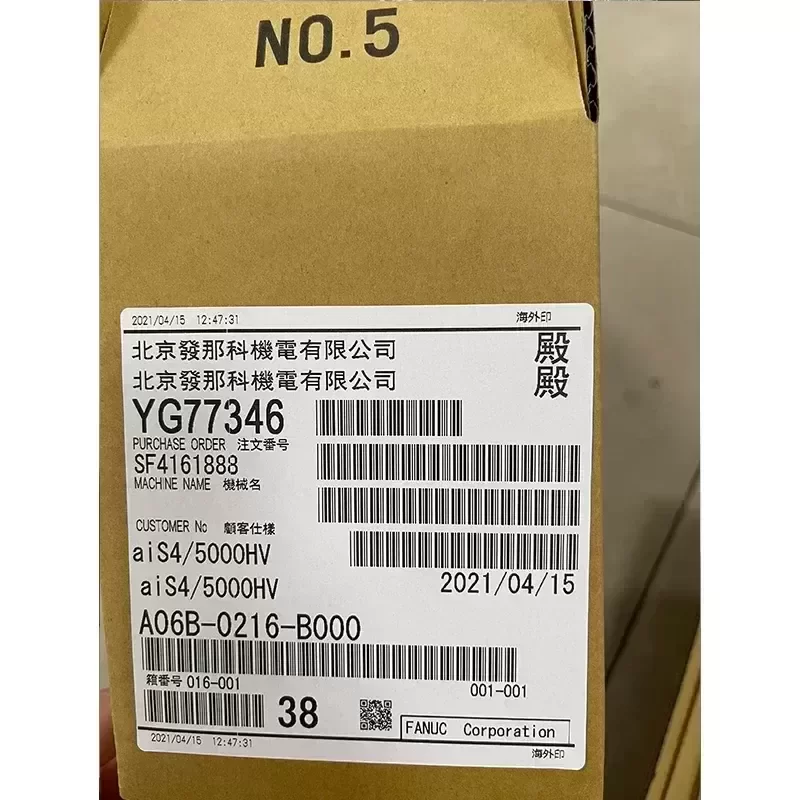 NO.5
2021/04/15 12:47:31 海外印
北京發那科機電有限公司 殿
北京發那科機電有限公司 殿
YG77346
PURCHASE ORDER 注文番号
SF4161888
MACHINE NAME 機械名
CUSTOMER No 顧客仕様
aiS4/5000HV
aiS4/5000HV 2021/04/15
A06B-0216-B000
箱番号 016-001 001-001
38 FANUC Corporation
2021/04/15 12:47:31 海外印